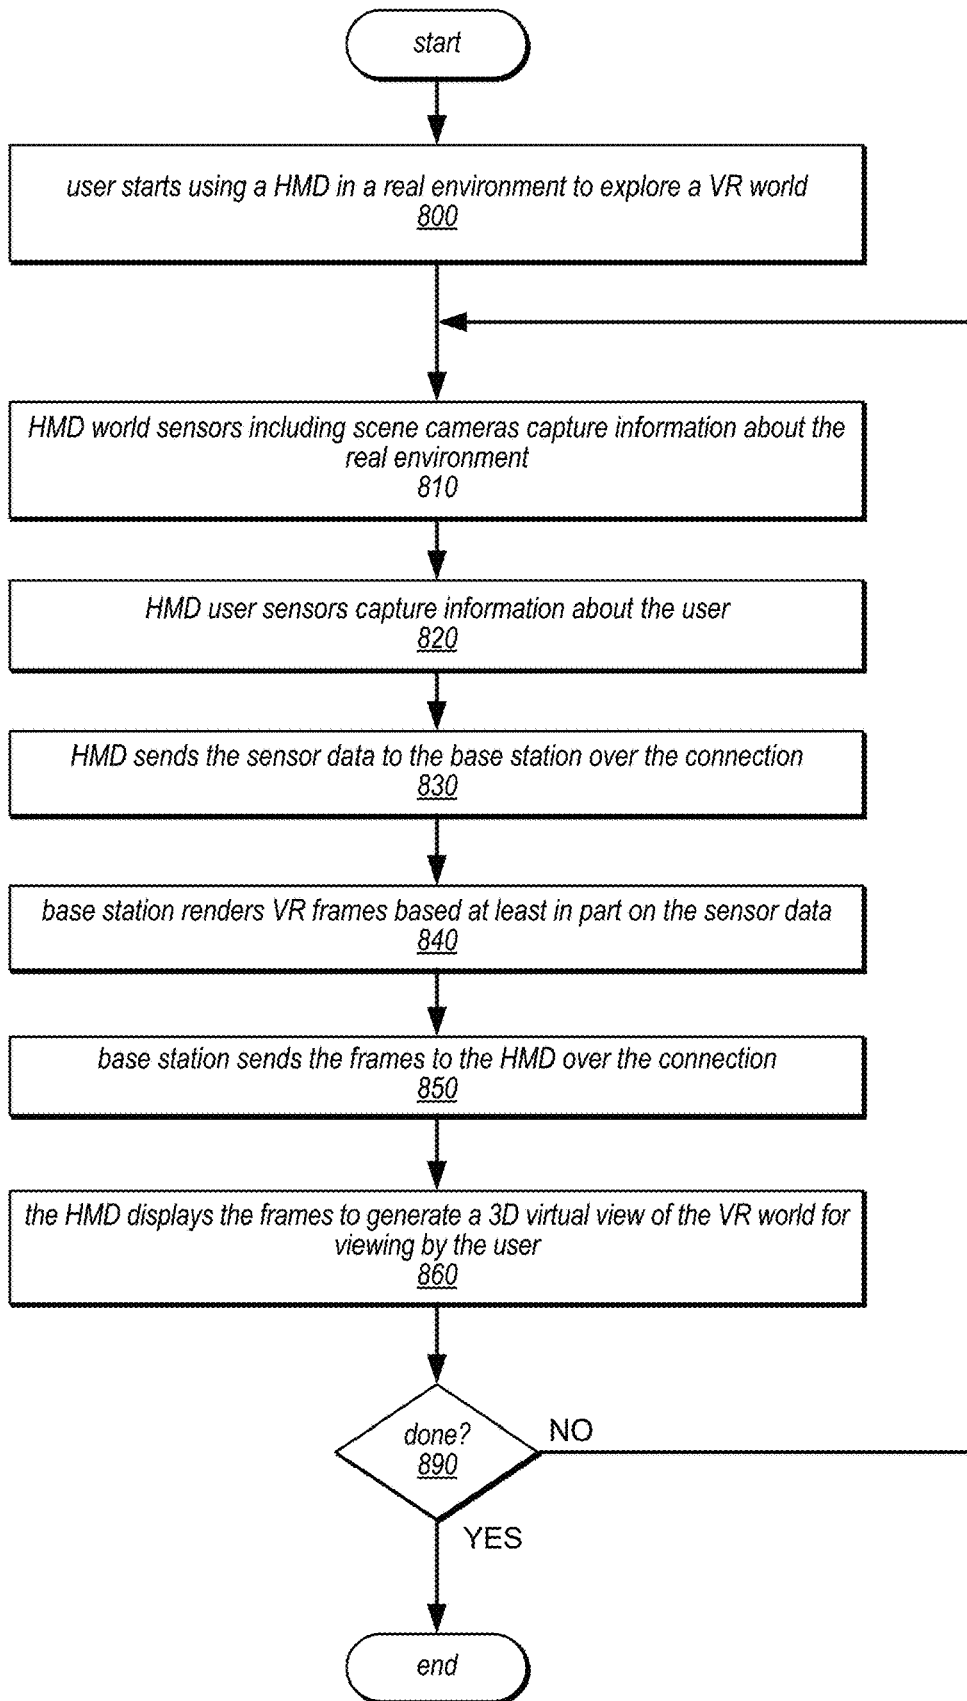 start
user starts using a HMD in a real environment to explore a VR world
800
HMD world sensors including scene cameras capture information about the
real environment
810
HMD user sensors capture information about the user
820
HMD sends the sensor data to the base station over the connection
830
base station renders VR frames based at least in part on the sensor data
840
base station sends the frames to the HMD over the connection
850
the HMD displays the frames to generate a 3D virtual view of the VR world for
viewing by the user
860
done?
890
NO
YES
end